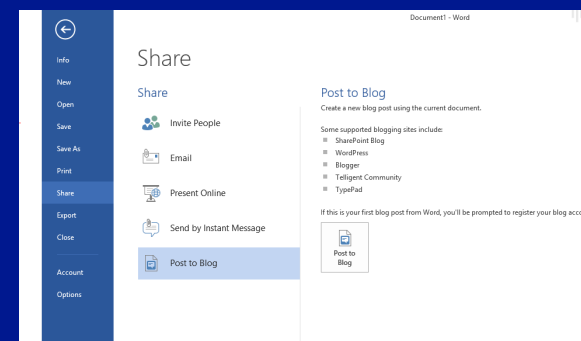 Document1 - Word
Info
New
Open
Save
Save As
Print
Share
Export
Close
Account
Options
Share
Share
Invite People
Email
Present Online
Send by Instant Message
Post to Blog
Post to Blog
Create a new blog post using the current document.
Some supported blogging sites include:
SharePoint Blog
WordPress
Blogger
Telligent Community
TypePad
If this is your first blog post from Word, you'll be prompted to register your blog
Post to
Blog